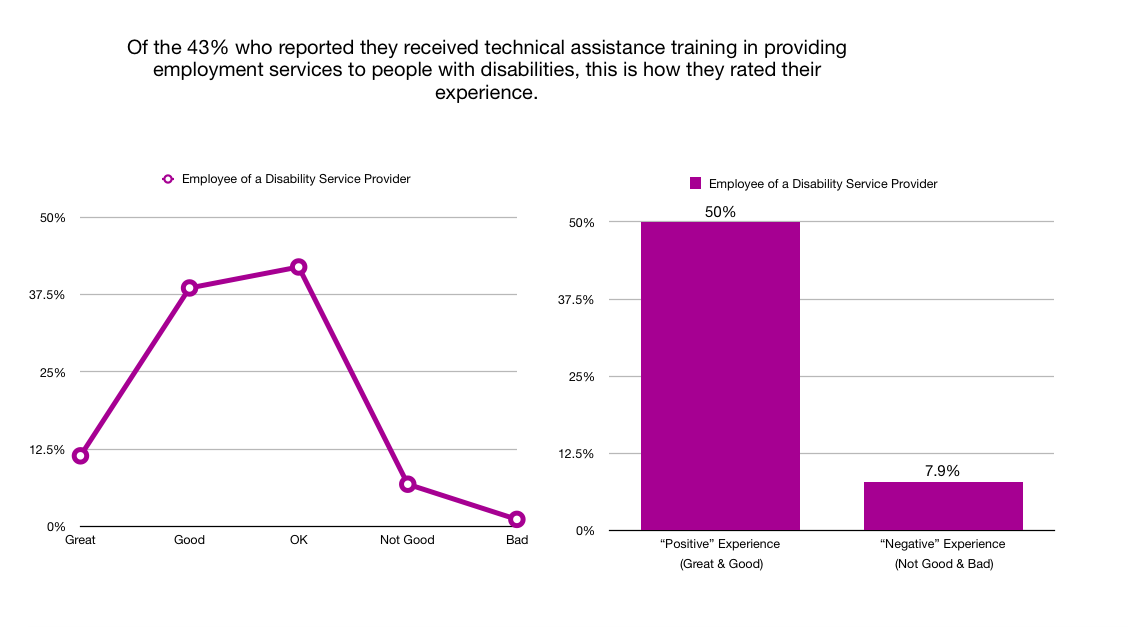 Of the 43% who reported they received technical assistance training in providing
employment services to people with disabilities, this is how they rated their
experience.
Employee of a Disability Service Provider
50%
37.5%
25%
12.5%
0%
Great
Good
OK
Not Good
Bad
Employee of a Disability Service Provider
50%
37.5%
25%
12.5%
0%
50%
7.9%
“Positive” Experience
(Great & Good)
“Negative” Experience
(Not Good & Bad)